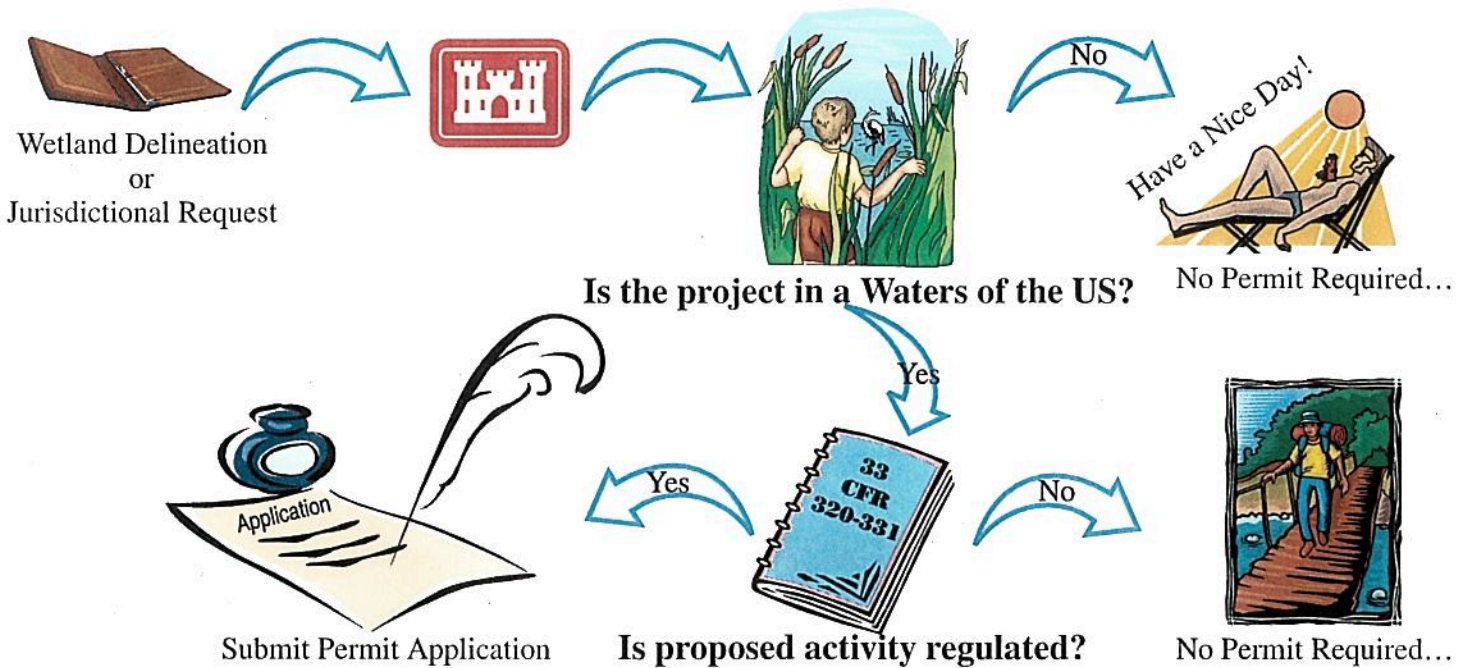 Wetland Delineation
or
Jurisdictional Request
No
Have a Nice Day!
No Permit Required...
Is the project in a Waters of the US?
Yes
33
CFR
320-331
Is proposed activity regulated?
No
No Permit Required...
Yes
Application
Submit Permit Application